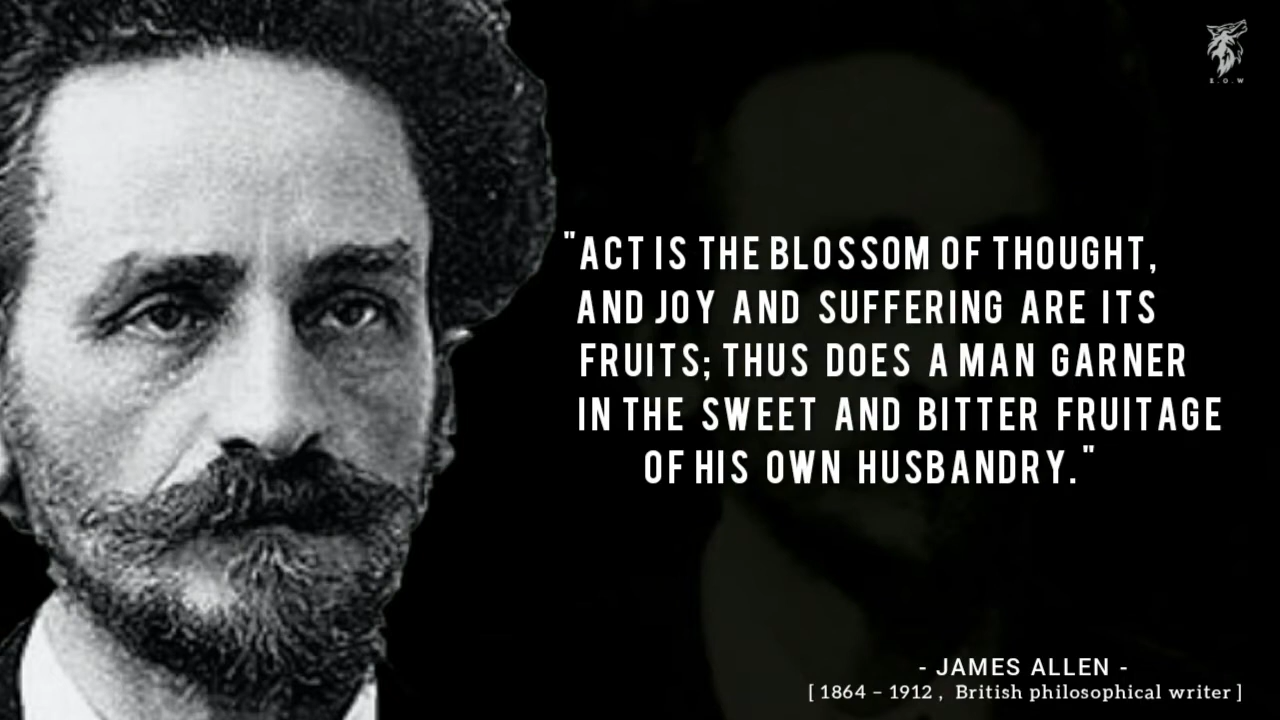 E.O.W
"ACT IS THE BLOSSOM OF THOUGHT,
AND JOY AND SUFFERING ARE ITS
FRUITS; THUS DOES A MAN GARNER
IN THE SWEET AND BITTER FRUITAGE
OF HIS OWN HUSBANDRY."
- JAMES ALLEN -
[ 1864 – 1912 , British philosophical writer ]